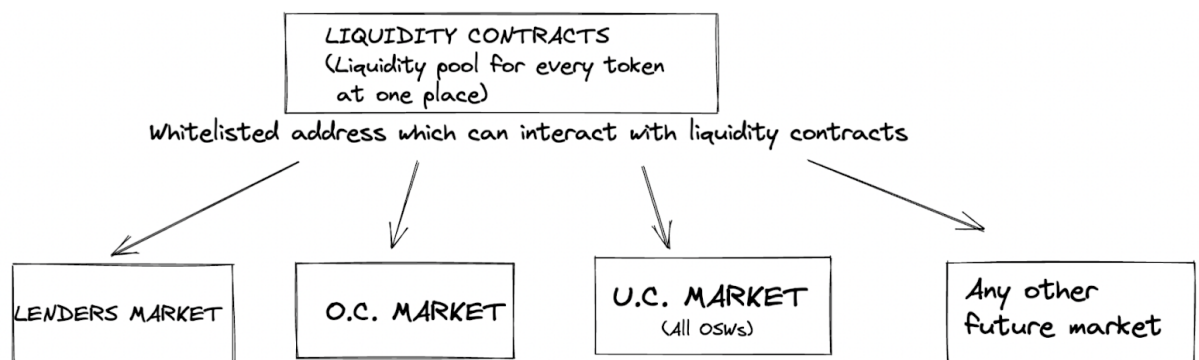 LIQUIDITY CONTRACTS
(Liquidity pool for every token
at one place)
Whitelisted address which can interact with liquidity contracts
LENDERS MARKET
O.C. MARKET
U.C. MARKET
(All OSWs)
Any other
future market